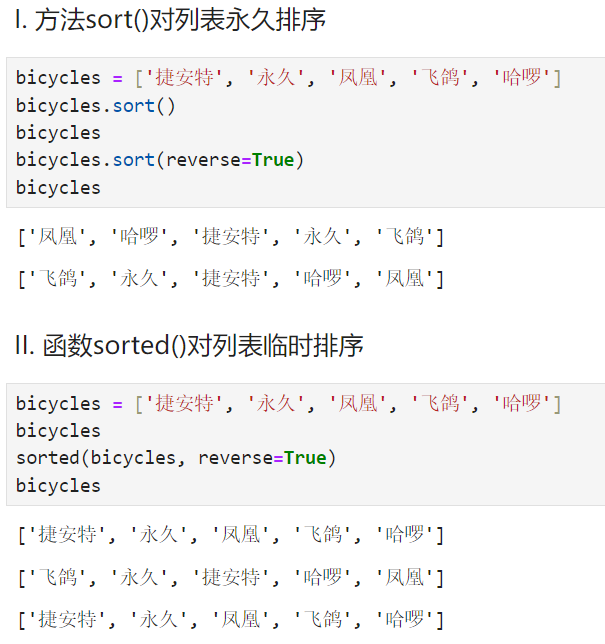 I. 方法sort()对列表永久排序
bicycles = ['捷安特', '永久', '凤凰', '飞鸽', '哈啰']
bicycles.sort()
bicycles
bicycles.sort(reverse=True)
bicycles
['凤凰', '哈啰', '捷安特', '永久', '飞鸽']
['飞鸽', '永久', '捷安特', '哈啰', '凤凰']
II. 函数sorted()对列表临时排序
bicycles = ['捷安特', '永久', '凤凰', '飞鸽', '哈啰']
bicycles
sorted(bicycles, reverse=True)
bicycles
['捷安特', '永久', '凤凰', '飞鸽', '哈啰']
['飞鸽', '永久', '捷安特', '哈啰', '凤凰']
['捷安特', '永久', '凤凰', '飞鸽', '哈啰']